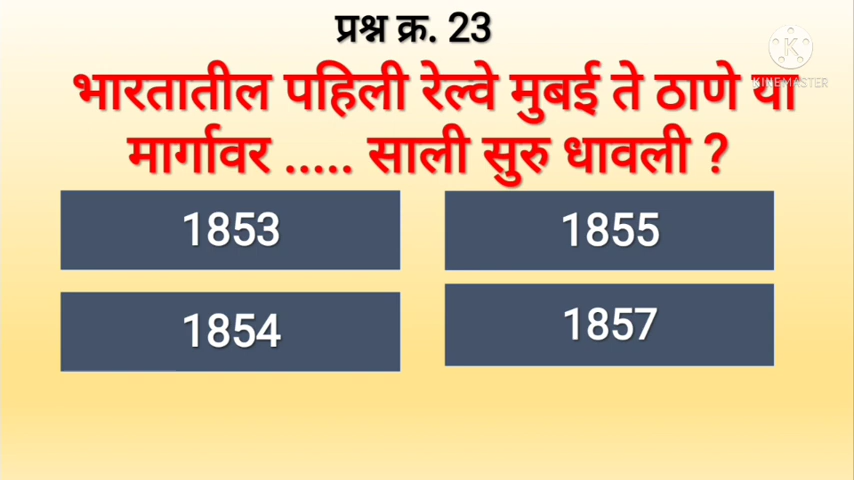 प्रश्न क्र. 23
K
KINEMASTER
भारतातील पहिली रेल्वे मुबई ते ठाणे या
मार्गावर ..... साली सुरु धावली ?
1853
1855
1854
1857